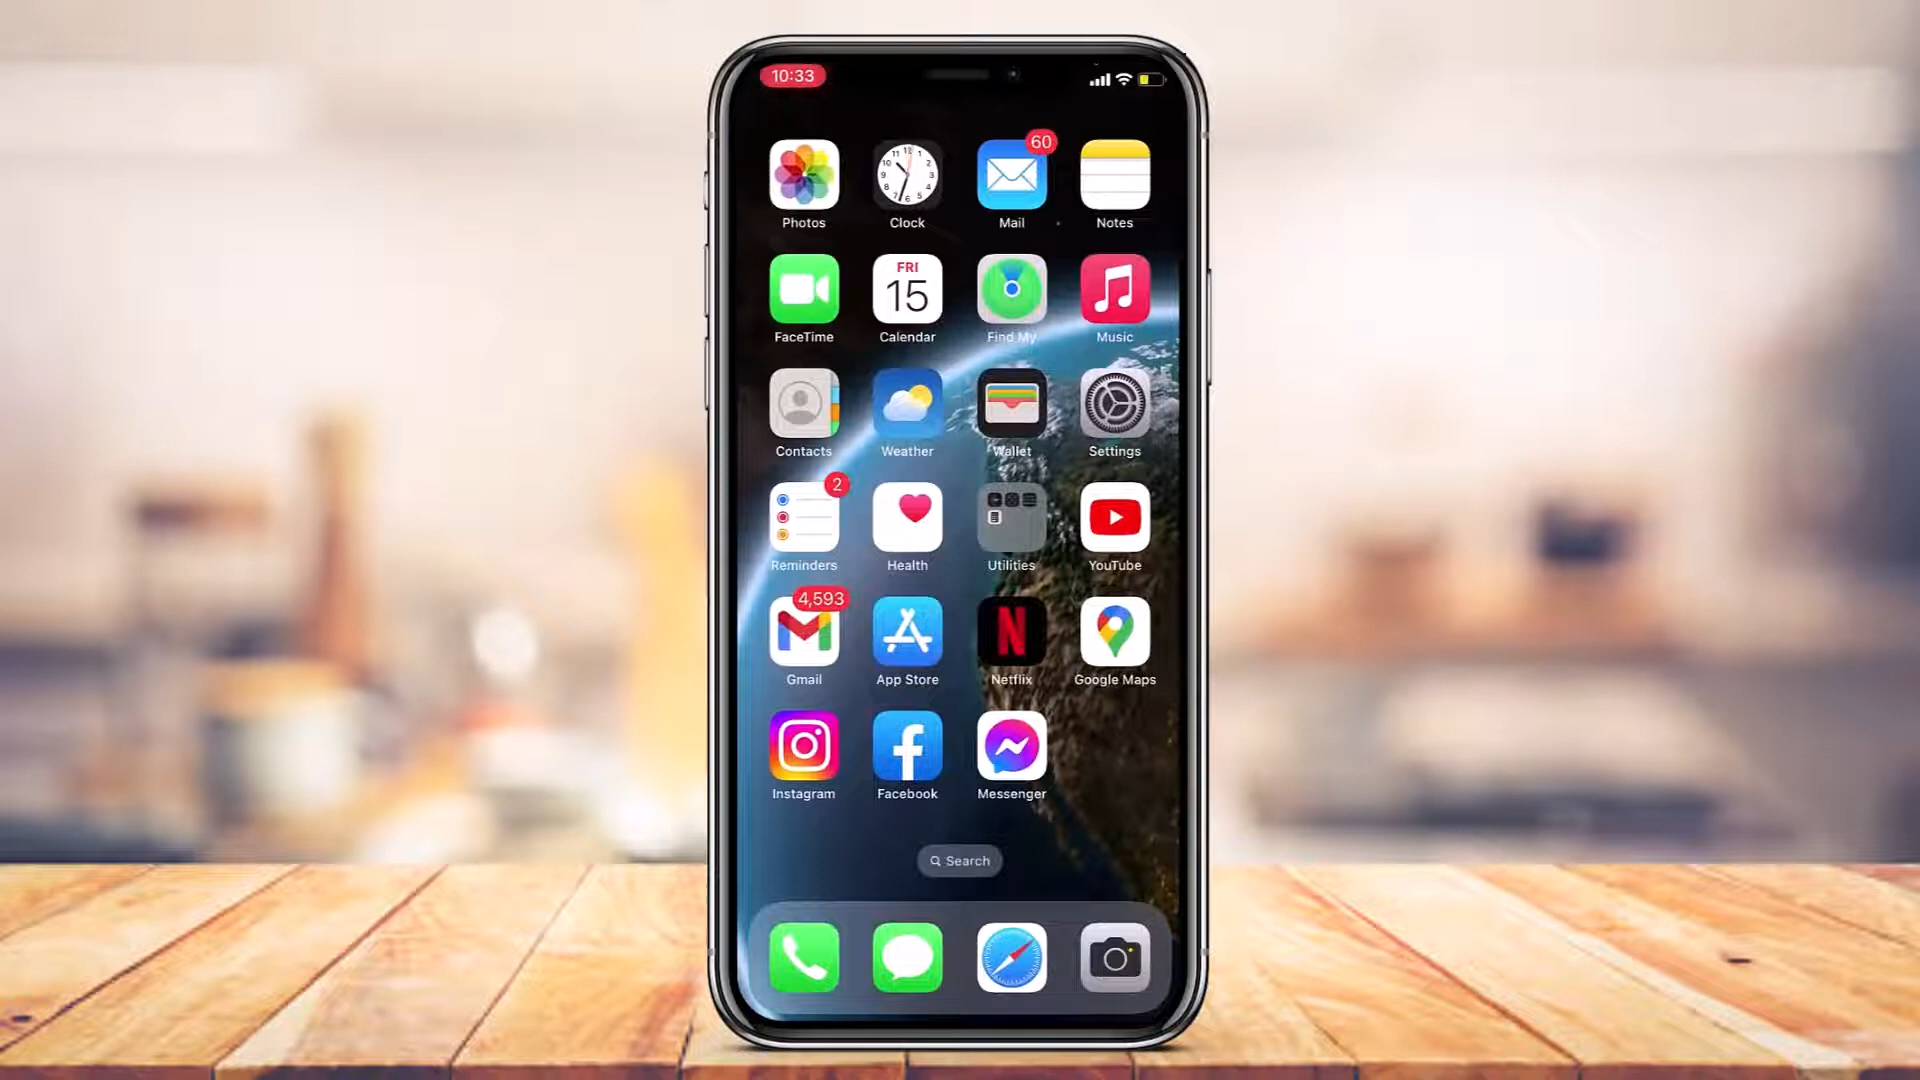 10:33
60
Photos
Clock
Mail
Notes
FRI
15
FaceTime
Calendar
Find My
Music
Contacts
Weather
Wallet
Settings
2
Reminders
Health
Utilities
YouTube
4,593
Gmail
App Store
Netflix
Google Maps
Instagram
Facebook
Messenger
Search